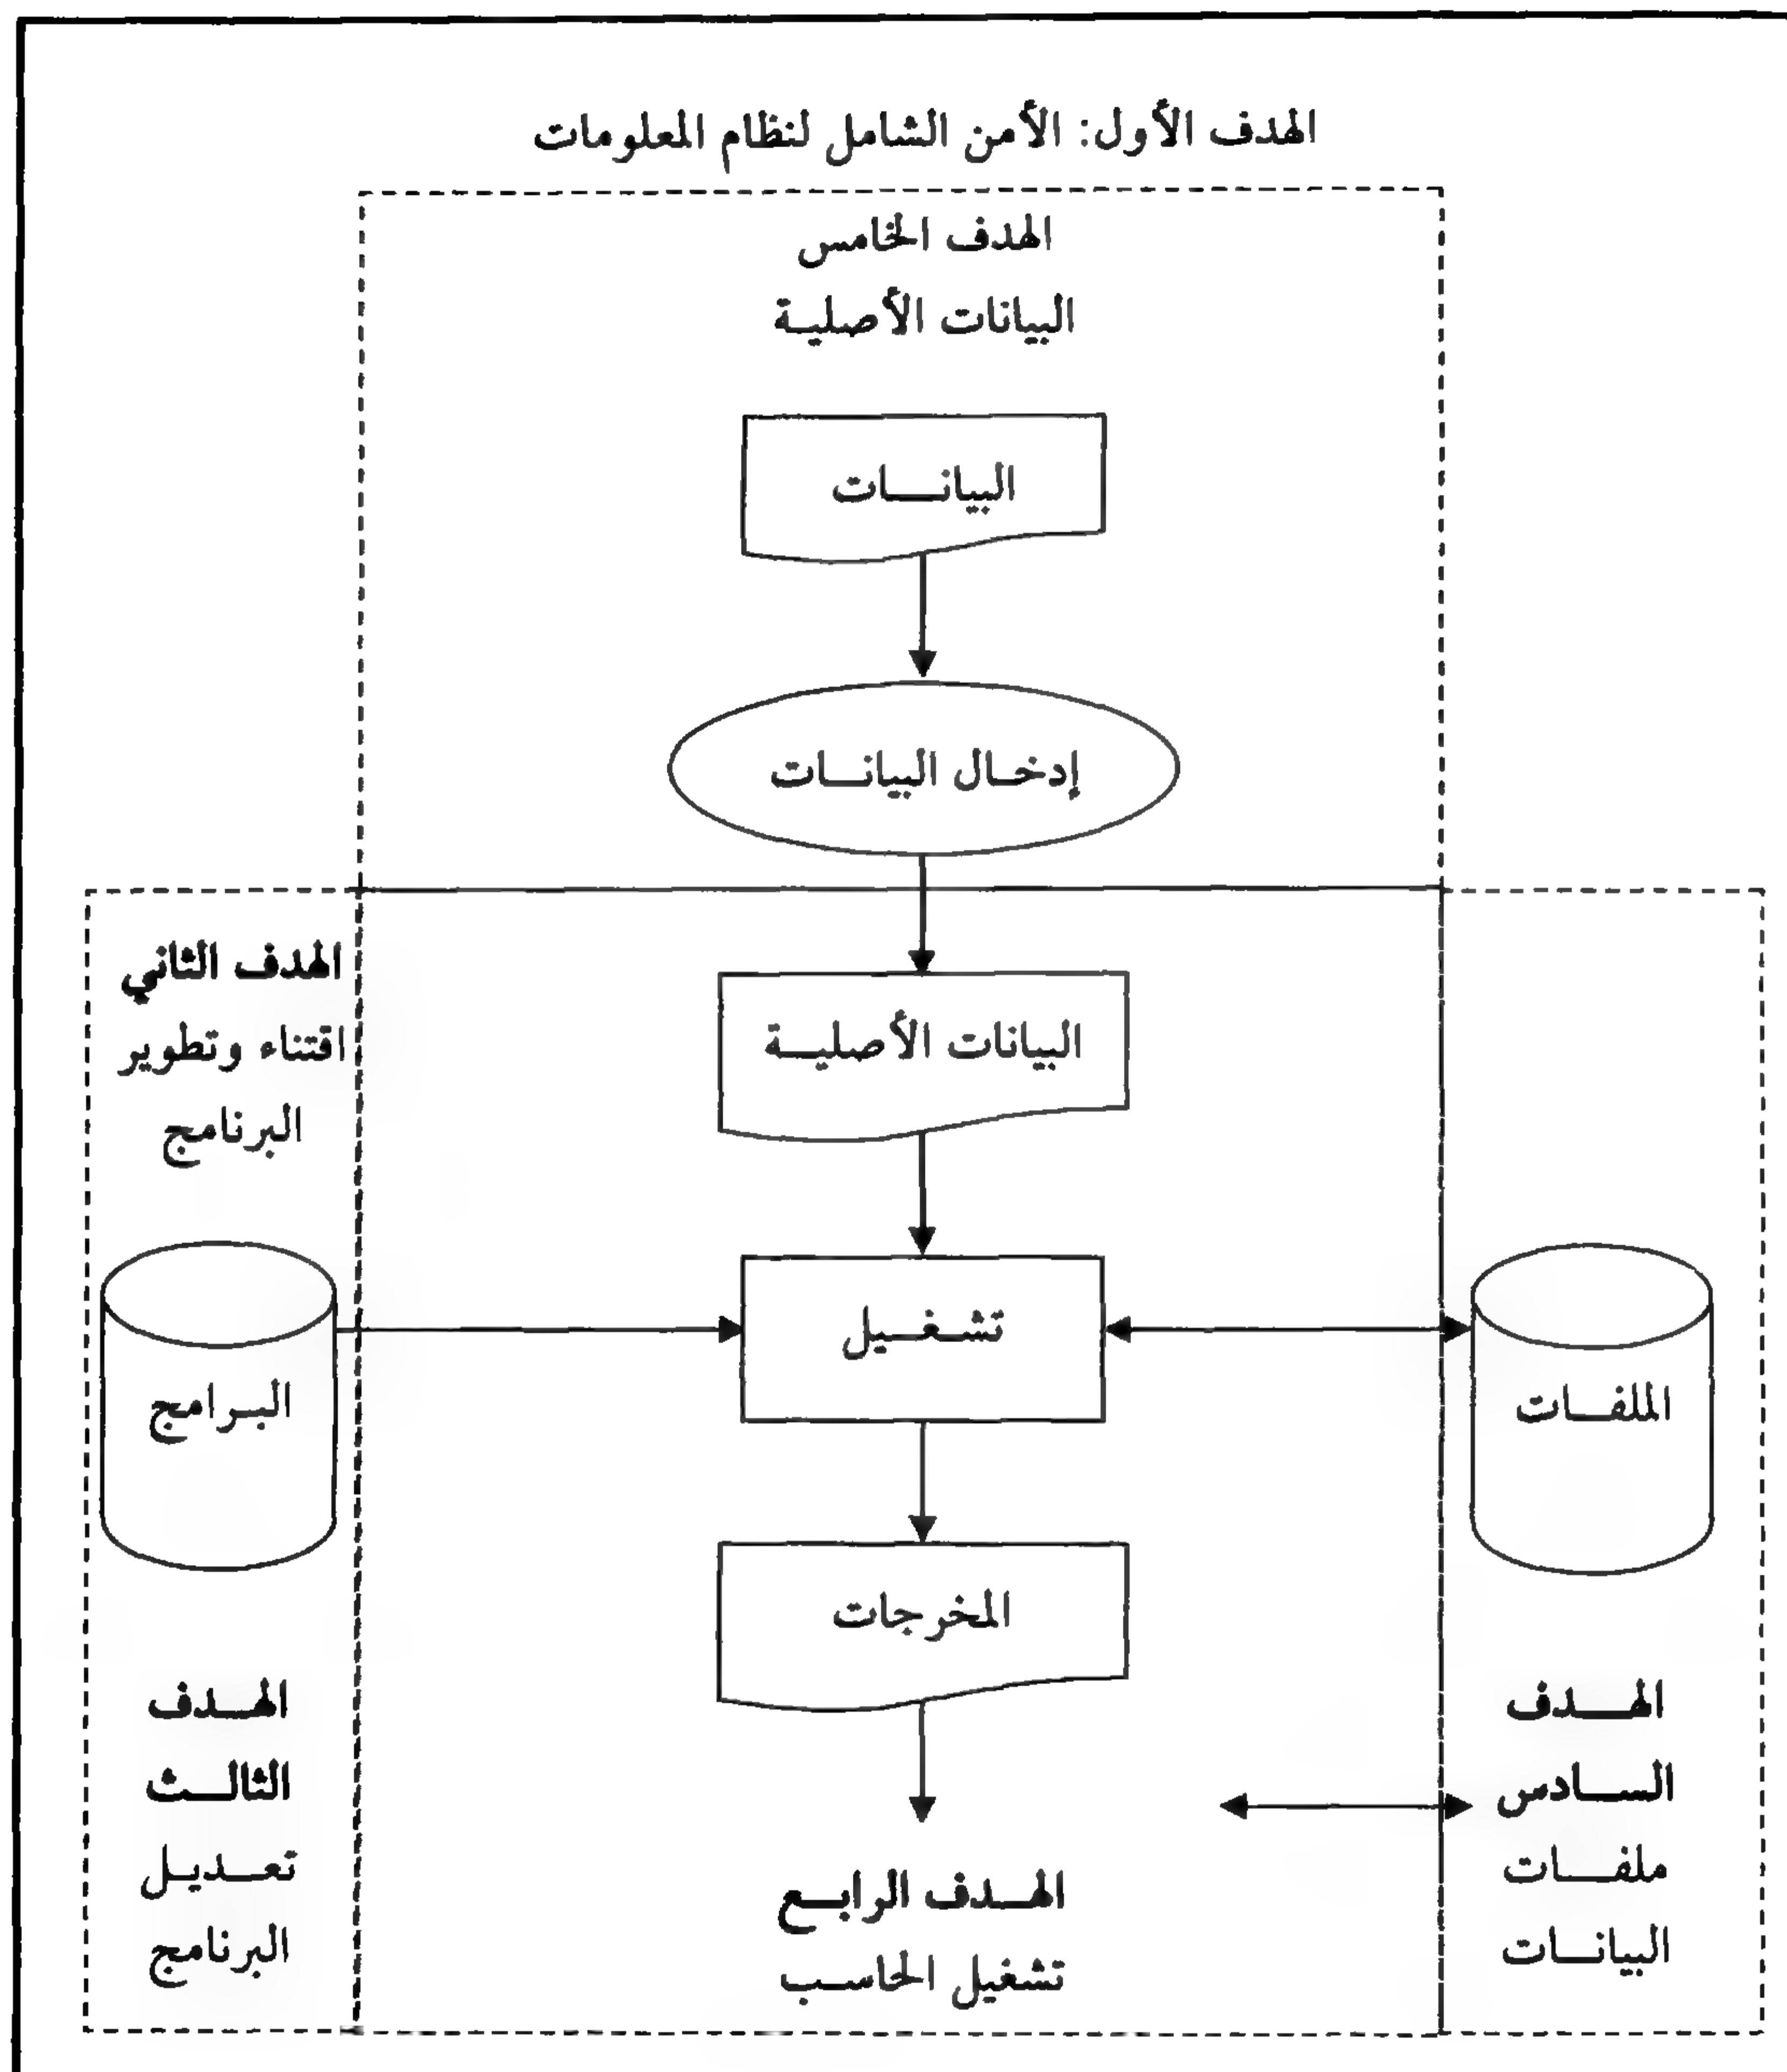 الهدف الأول: الأمن الشامل لنظام المعلومات
الهدف الخامس
البيانات الأصلية
البيانات
إدخال البيانات
الهدف الثاني
اقتناء وتطوير
البرنامج
البيانات الأصلية
تشغيل
البرامج
الملفات
المخرجات
الهدف
السادس
ملفات
البيانات
الهدف الرابع
تشغيل الحاسب
الهدف
الثالث
تعديل
البرنامج